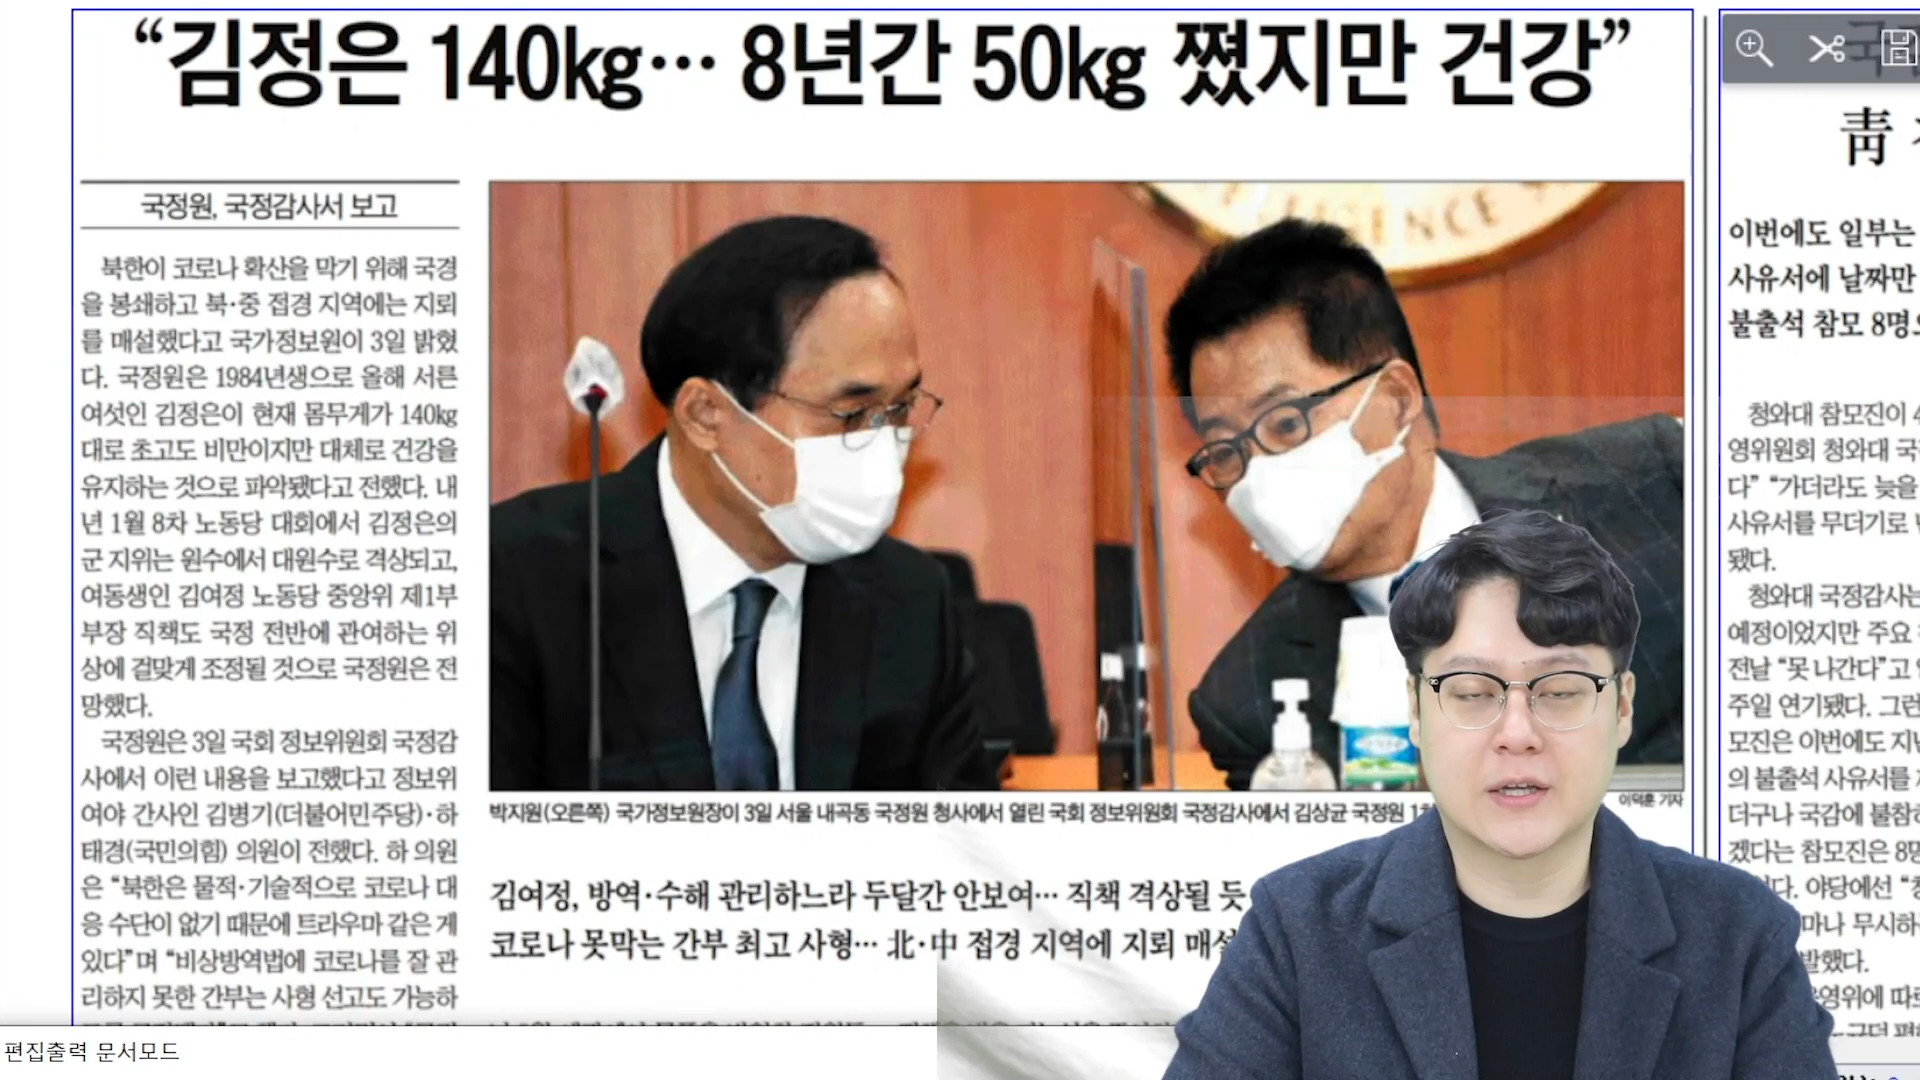 “김정은 140㎏… 8년간 50㎏ 쪘지만 건강”
국정원, 국정감사서 보고
북한이 코로나 확산을 막기 위해 국경
을 봉쇄하고 북·중 접경 지역에는 지뢰
를 매설했다고 국가정보원이 3일 밝혔
다. 국정원은 1984년생으로 올해 서른
여섯인 김정은이 현재 몸무게가 140㎏
대로 초고도 비만이지만 대체로 건강을
유지하는 것으로 파악됐다고 전했다. 내
년 1월 8차 노동당 대회에서 김정은의
군 지위는 원수에서 대원수로 격상되고,
여동생인 김여정 노동당 중앙위 제1부
부장 직책도 국정 전반에 관여하는 위
상에 걸맞게 조정될 것으로 국정원은 전
망했다.
국정원은 3일 국회 정보위원회 국정감
사에서 이런 내용을 보고했다고 정보위
여야 간사인 김병기(더불어민주당)·하
태경(국민의힘) 의원이 전했다. 하 의원
은 “북한은 물적·기술적으로 코로나 대
응 수단이 없기 때문에 트라우마 같은 게
있다”며 “비상방역법에 코로나를 잘 관
리하지 못한 간부는 사형 선고도 가능하
IGENCE
이덕훈 기자
박지원(오른쪽) 국가정보원장이 3일 서울 내곡동 국정원 청사에서 열린 국회 정보위원회 국정감사에서 김상균 국정원
김여정, 방역·수해 관리하느라 두달간 안보여… 직책 격상될 듯
코로나 못막는 간부 최고 사형… 北·中 접경 지역에 지뢰
靑
이번에도 일부는
사유서에 날짜만
불출석 참모 8명
청와대 참모진이
영위원회 청와대
다” “가더라도 늦을
사유서를 무더기로
됐다.
청와대 국정감사는
예정이었지만 주요
전날 “못 나간다”고
주일 연기됐다. 그런
모진은 이번에도
의 불출석 사유서를
더구나 국감에
겠다는 참모진은 8명
다. 야당에선
마나
발했다.
영위에
편집출력 문서모드